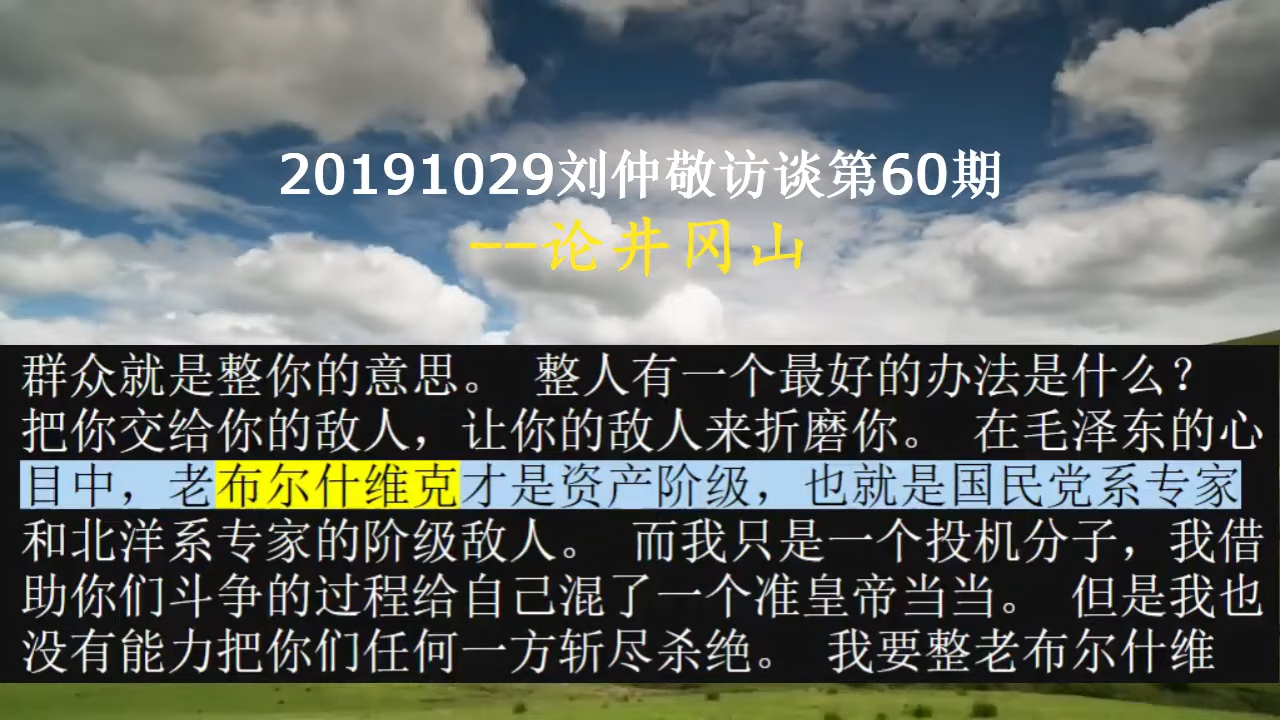 20191029刘仲敬访谈第60期
--论井冈山
群众就是整你的意思。 整人有一个最好的办法是什么?
把你交给你的敌人，让你的敌人来折磨你。 在毛泽东的心
目中，老布尔什维克才是资产阶级，也就是国民党系专家
和北洋系专家的阶级敌人。 而我只是一个投机分子，我借
助你们斗争的过程给自己混了一个准皇帝当当。 但是我也
没有能力把你们任何一方斩尽杀绝。 我要整老布尔什维